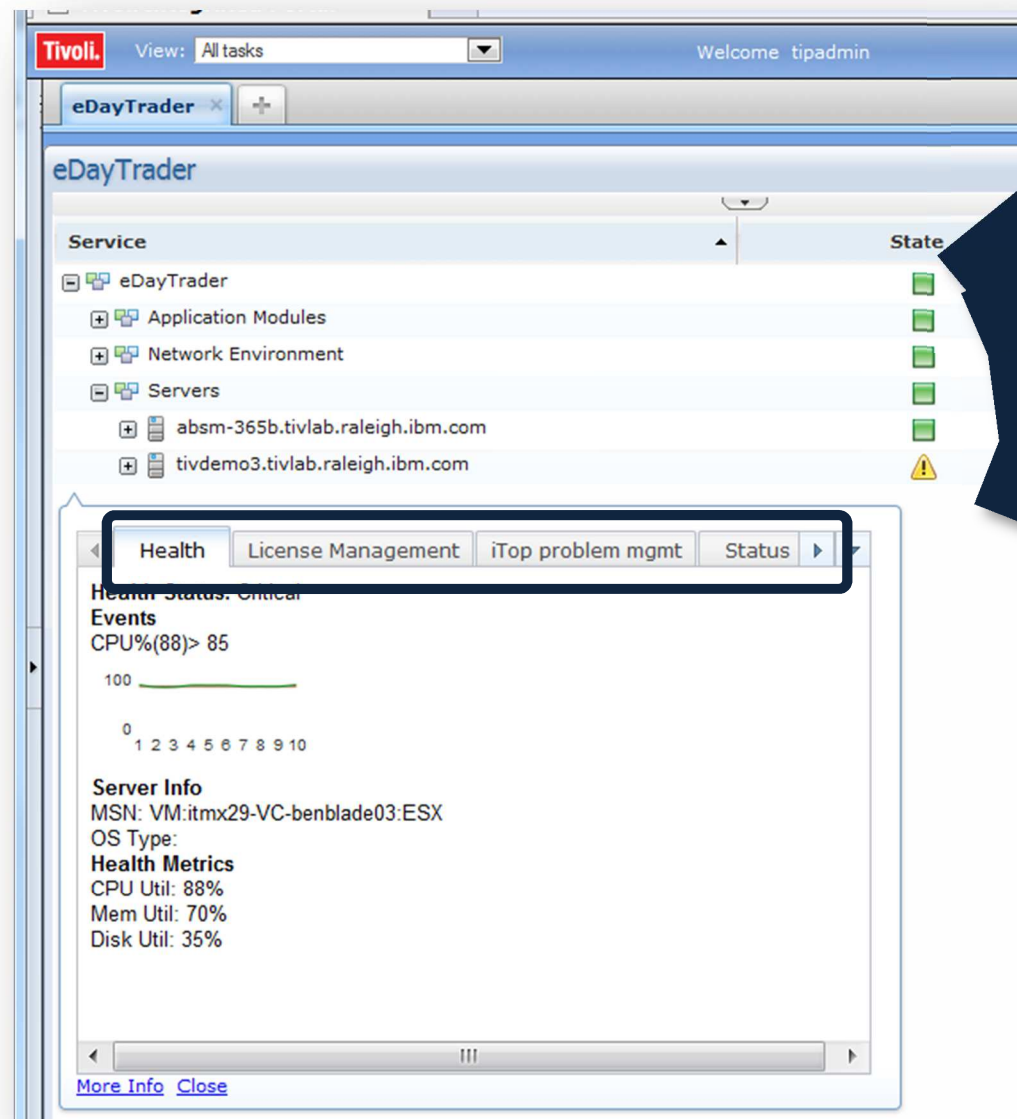 Tivoli. View: All tasks Welcome tipadmin
eDayTrader
eDayTrader
Service State
eDayTrader
Application Modules
Network Environment
Servers
absm-365b.tivlab.raleigh.ibm.com
tivdemo3.tivlab.raleigh.ibm.com
Health License Management iTop problem mgmt Status
Health Status: Critical
Events
CPU%(88)> 85
100
0
1 2 3 4 5 6 7 8 9 10
Server Info
MSN: VM:itmx29-VC-benblade03:ESX
OS Type:
Health Metrics
CPU Util: 88%
Mem Util: 70%
Disk Util: 35%
More Info Close